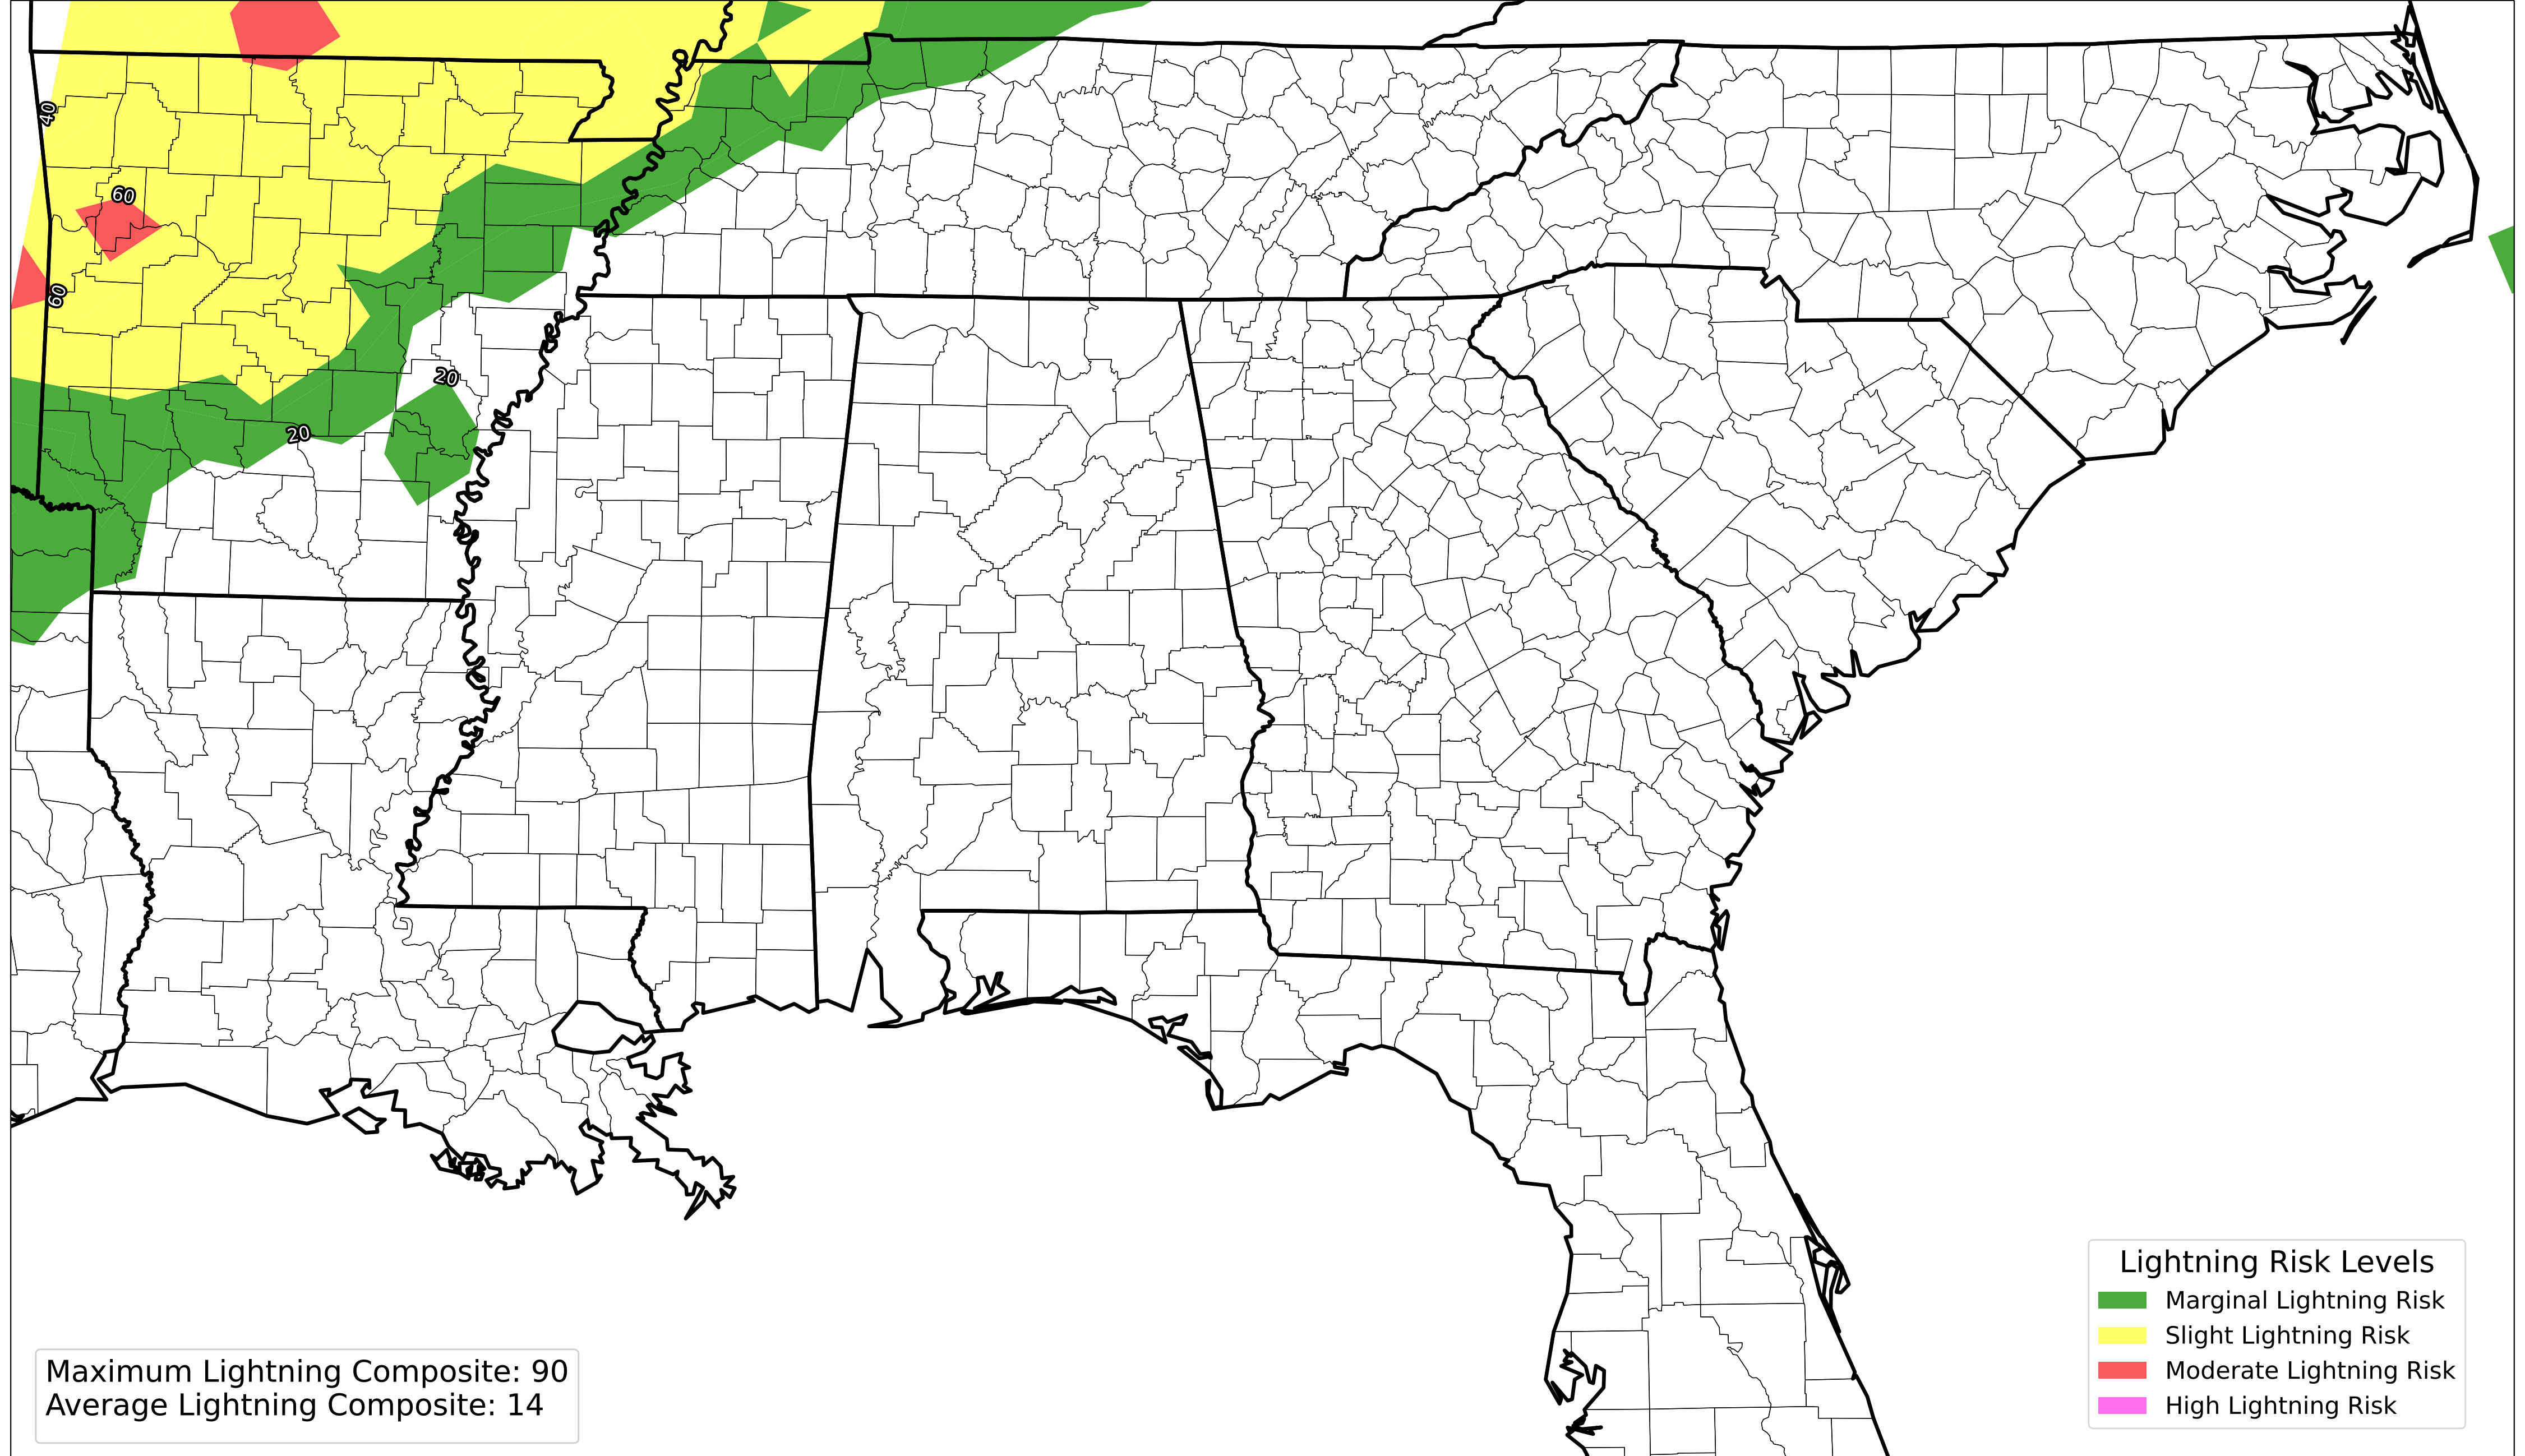 40
60
60
20
20
Lightning Risk Levels
Marginal Lightning Risk
Slight Lightning Risk
Moderate Lightning Risk
High Lightning Risk
Maximum Lightning Composite: 90
Average Lightning Composite: 14